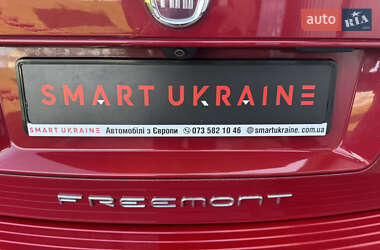 auto RIA
SMART UKRAINE
SMART UKRAINE Автомобілі з Європи 073 582 10 46 smartukraine.com.ua
FREEMONT